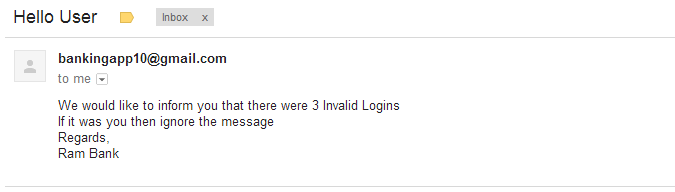 Hello User Inbox x
bankingapp10@gmail.com
to me
We would like to inform you that there were 3 Invalid Logins
If it was you then ignore the message
Regards,
Ram Bank